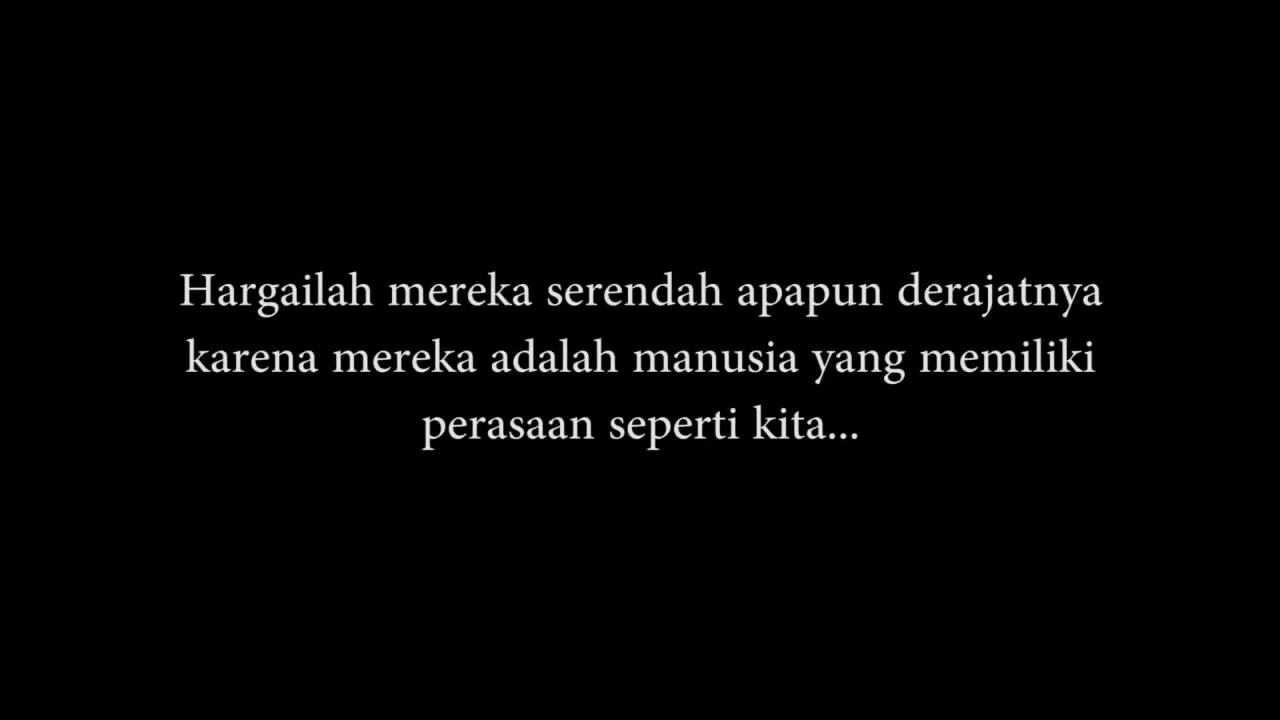 Hargailah mereka serendah apapun derajatnya
karena mereka adalah manusia yang memiliki
perasaan seperti kita...